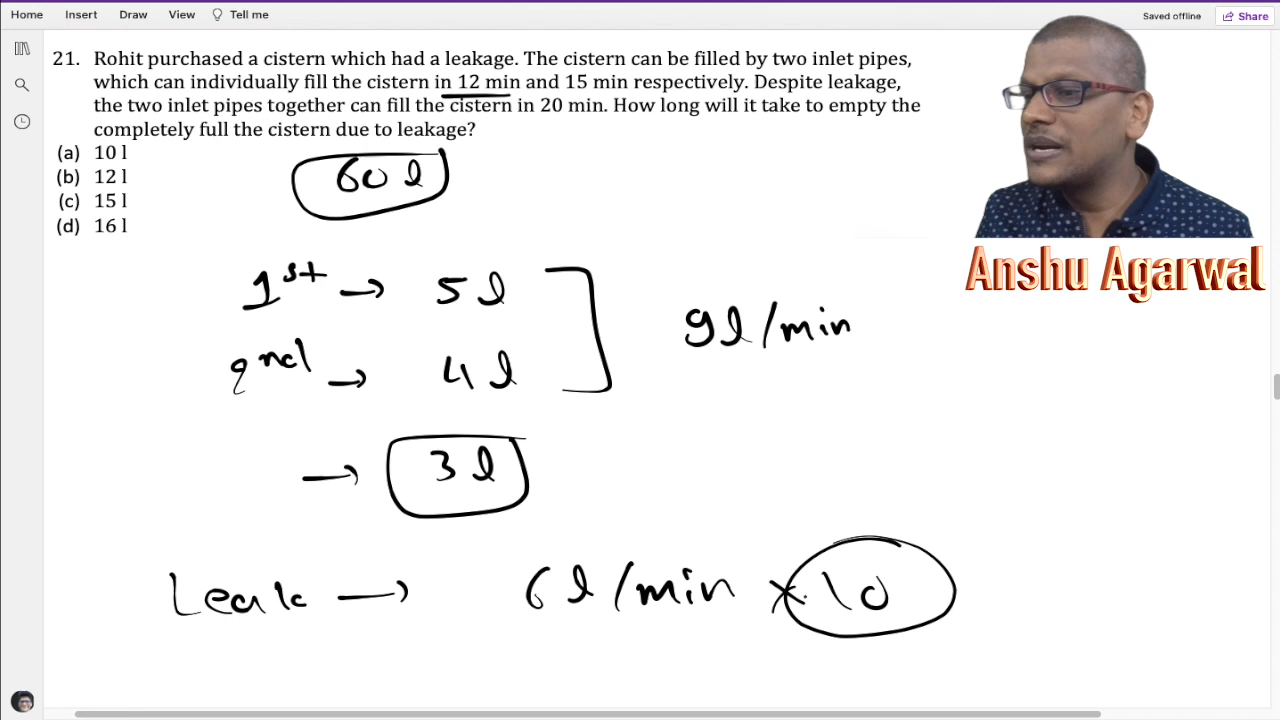 Home Insert Draw View Tell me Saved offline Share
21. Rohit purchased a cistern which had a leakage. The cistern can be filled by two inlet pipes,
which can individually fill the cistern in 12 min and 15 min respectively. Despite leakage,
the two inlet pipes together can fill the cistern in 20 min. How long will it take to empty the
completely full the cistern due to leakage?
(a) 10 l
(b) 12 l
(c) 15 l
(d) 16 l
60 l
Anshu Agarwal
1st → 5 l
9 l/min
2nd → 4 l
→ 3 l
Leak → 6 l/min × 10